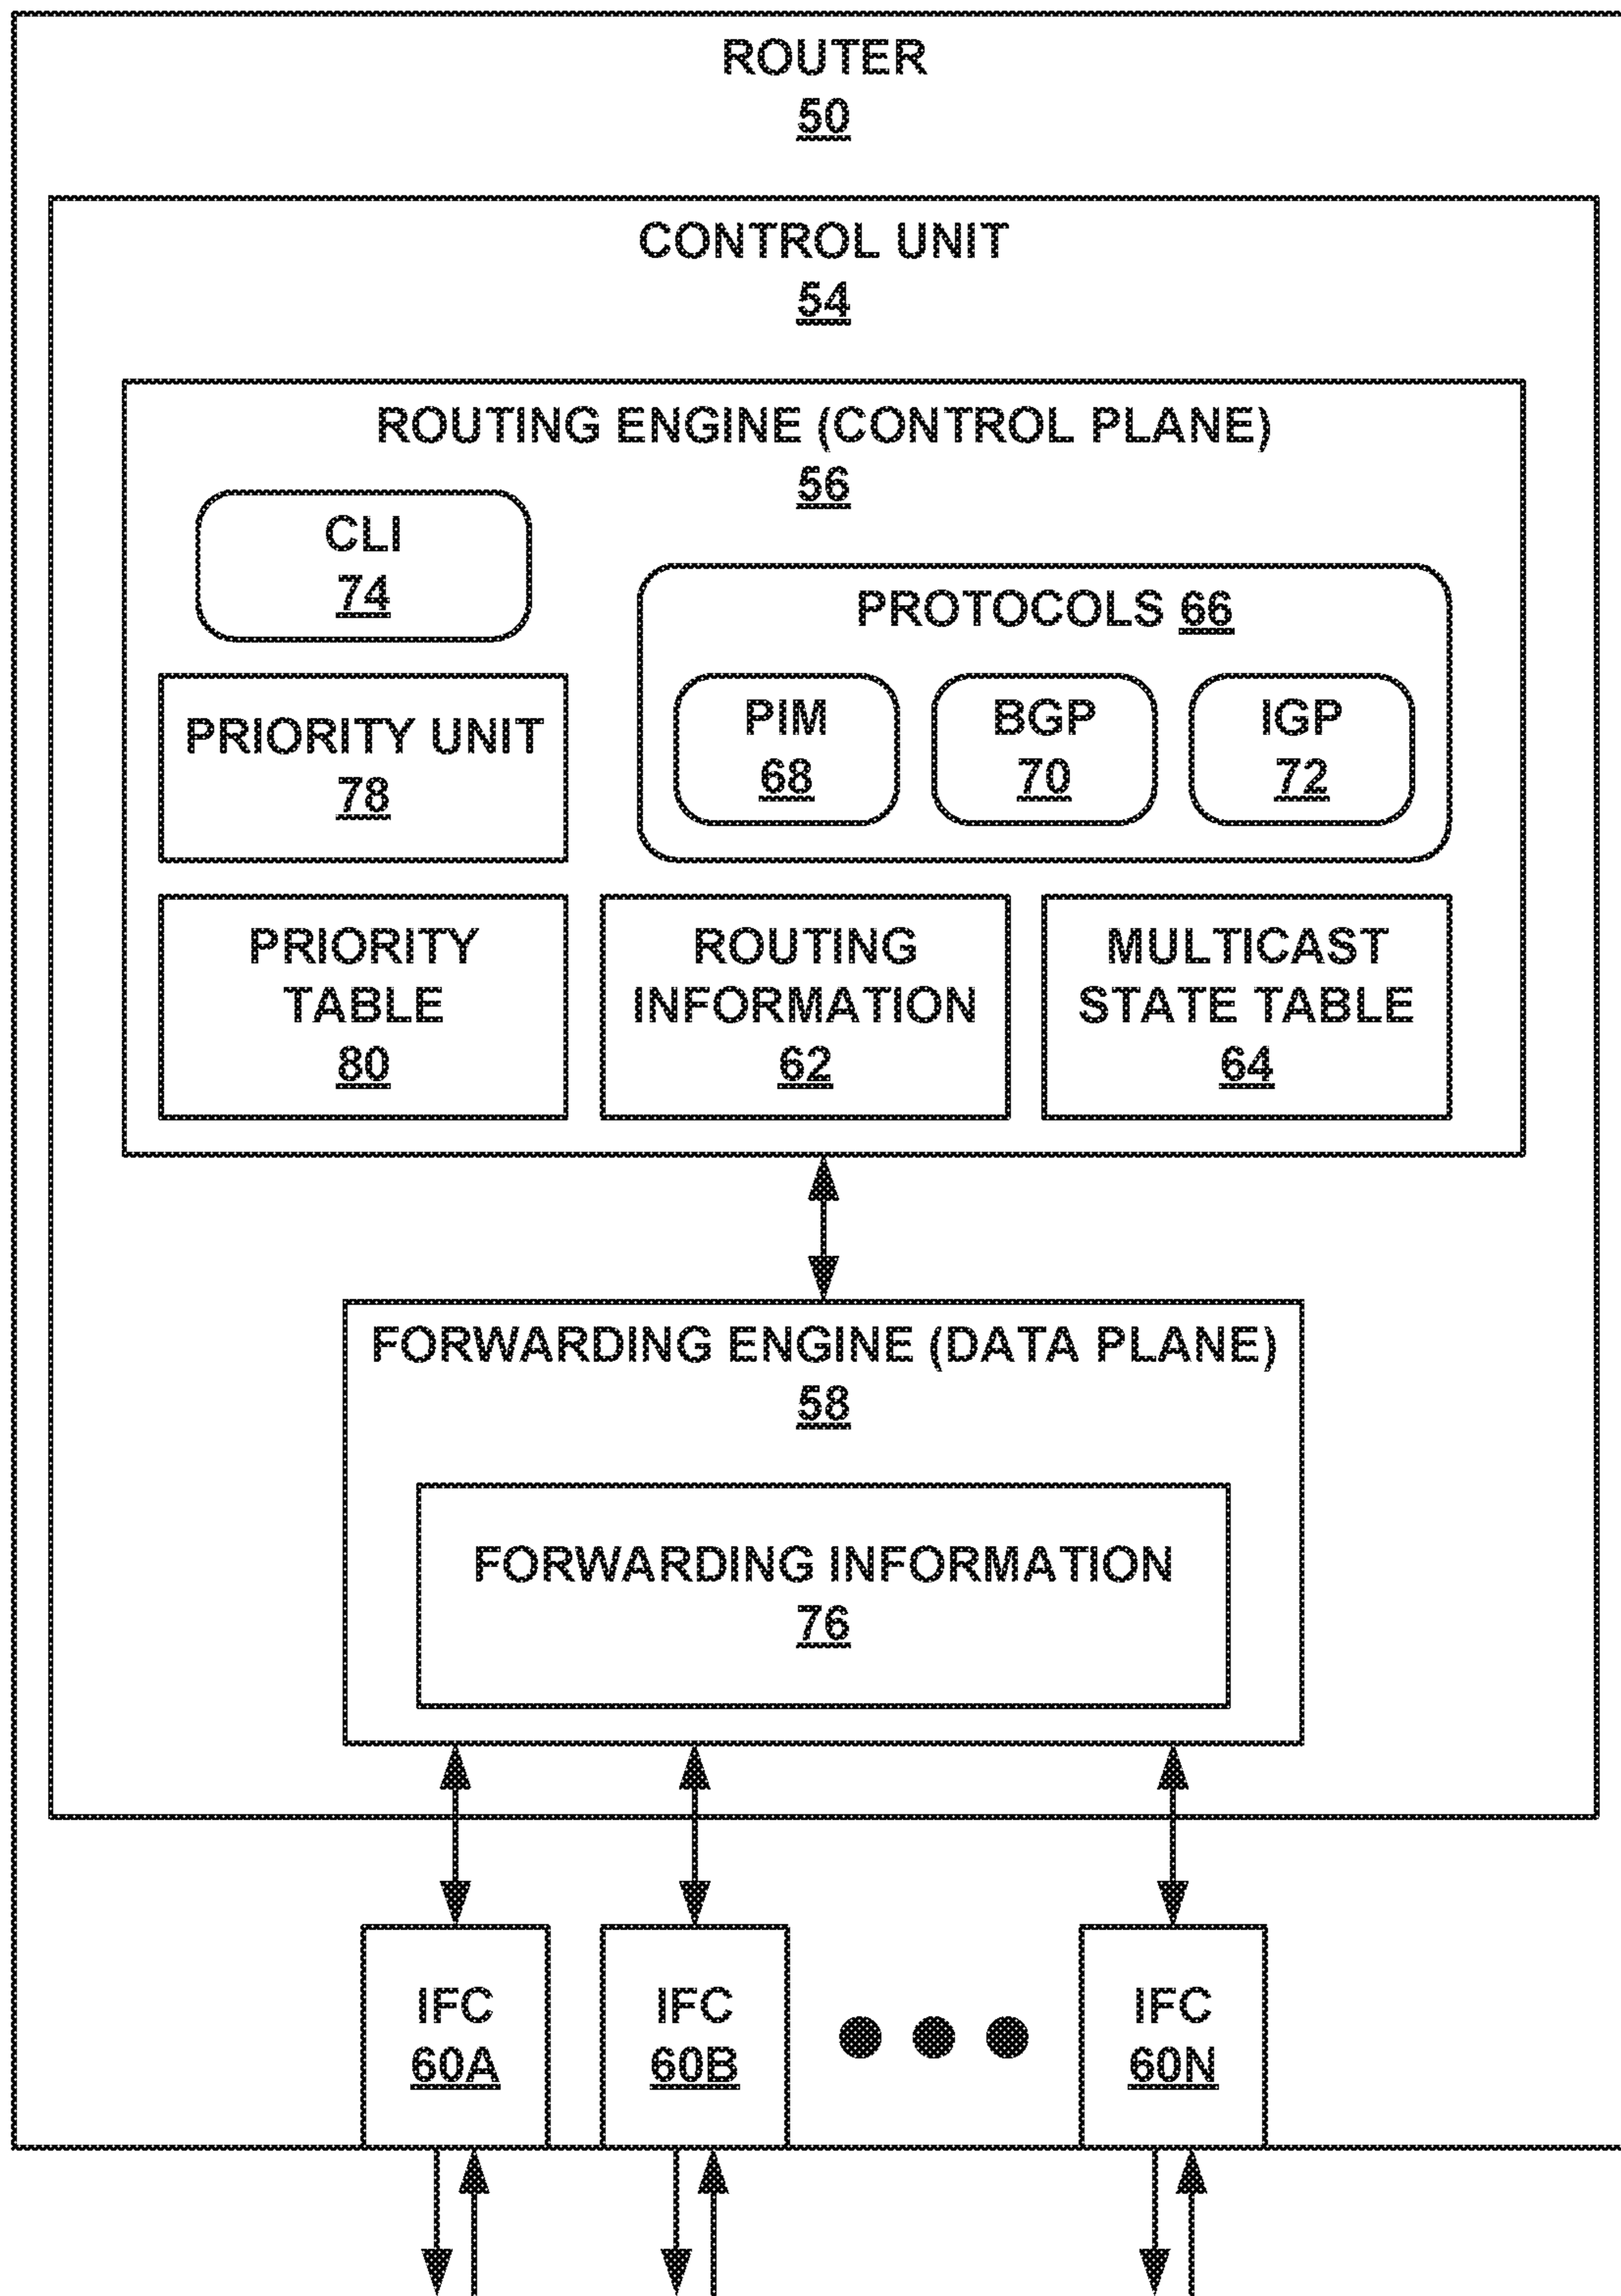 ROUTER
50
CONTROL UNIT
54
ROUTING ENGINE (CONTROL PLANE)
56
CLI
74
PROTOCOLS 66
PIM
68
BGP
70
IGP
72
PRIORITY UNIT
78
PRIORITY
TABLE
80
ROUTING
INFORMATION
62
MULTICAST
STATE TABLE
64
FORWARDING ENGINE (DATA PLANE)
58
FORWARDING INFORMATION
76
IFC
60A
IFC
60B
IFC
60N